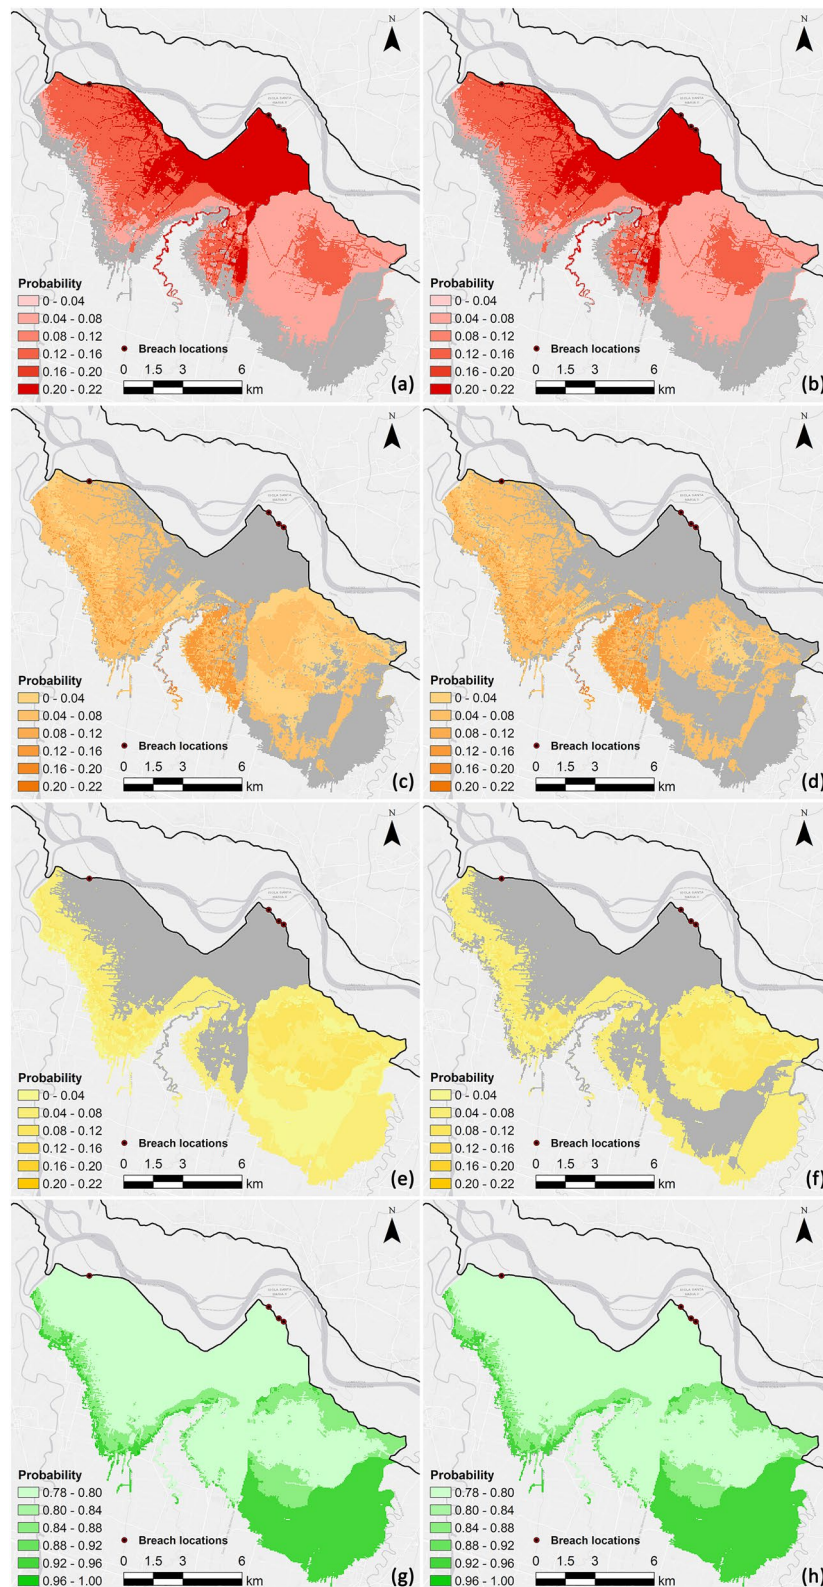 N
N
Probability
0 - 0.04
0.04 - 0.08
0.08 - 0.12
0.12 - 0.16
0.16 - 0.20
0.20 - 0.22
Breach locations
0 1.5 3 6
km
(a)
Probability
0 - 0.04
0.04 - 0.08
0.08 - 0.12
0.12 - 0.16
0.16 - 0.20
0.20 - 0.22
Breach locations
0 1.5 3 6
km
(b)
N
N
Probability
0 - 0.04
0.04 - 0.08
0.08 - 0.12
0.12 - 0.16
0.16 - 0.20
0.20 - 0.22
Breach locations
0 1.5 3 6
km
(c)
Probability
0 - 0.04
0.04 - 0.08
0.08 - 0.12
0.12 - 0.16
0.16 - 0.20
0.20 - 0.22
Breach locations
0 1.5 3 6
km
(d)
N
N
Probability
0 - 0.04
0.04 - 0.08
0.08 - 0.12
0.12 - 0.16
0.16 - 0.20
0.20 - 0.22
Breach locations
0 1.5 3 6
km
(e)
Probability
0 - 0.04
0.04 - 0.08
0.08 - 0.12
0.12 - 0.16
0.16 - 0.20
0.20 - 0.22
Breach locations
0 1.5 3 6
km
(f)
N
N
Probability
0.78 - 0.80
0.80 - 0.84
0.84 - 0.88
0.88 - 0.92
0.92 - 0.96
0.96 - 1.00
Breach locations
0 1.5 3 6
km
(g)
Probability
0.78 - 0.80
0.80 - 0.84
0.84 - 0.88
0.88 - 0.92
0.92 - 0.96
0.96 - 1.00
Breach locations
0 1.5 3 6
km
(h)